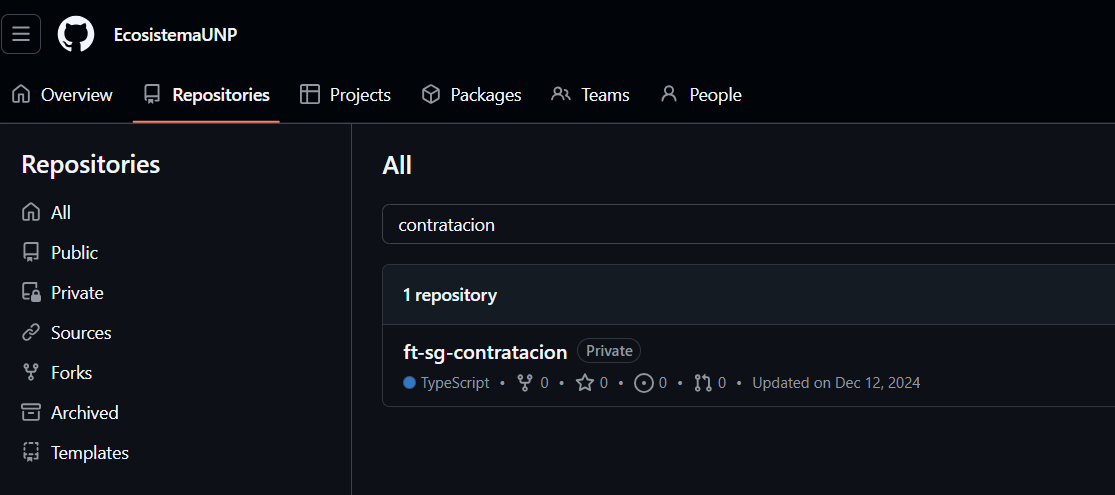 EcosistemaUNP
Overview Repositories Projects Packages Teams People
Repositories
All
Public
Private
Sources
Forks
Archived
Templates
All
contratacion
1 repository
ft-sg-contratacion Private
TypeScript • 0 • 0 • 0 • 0 • Updated on Dec 12, 2024